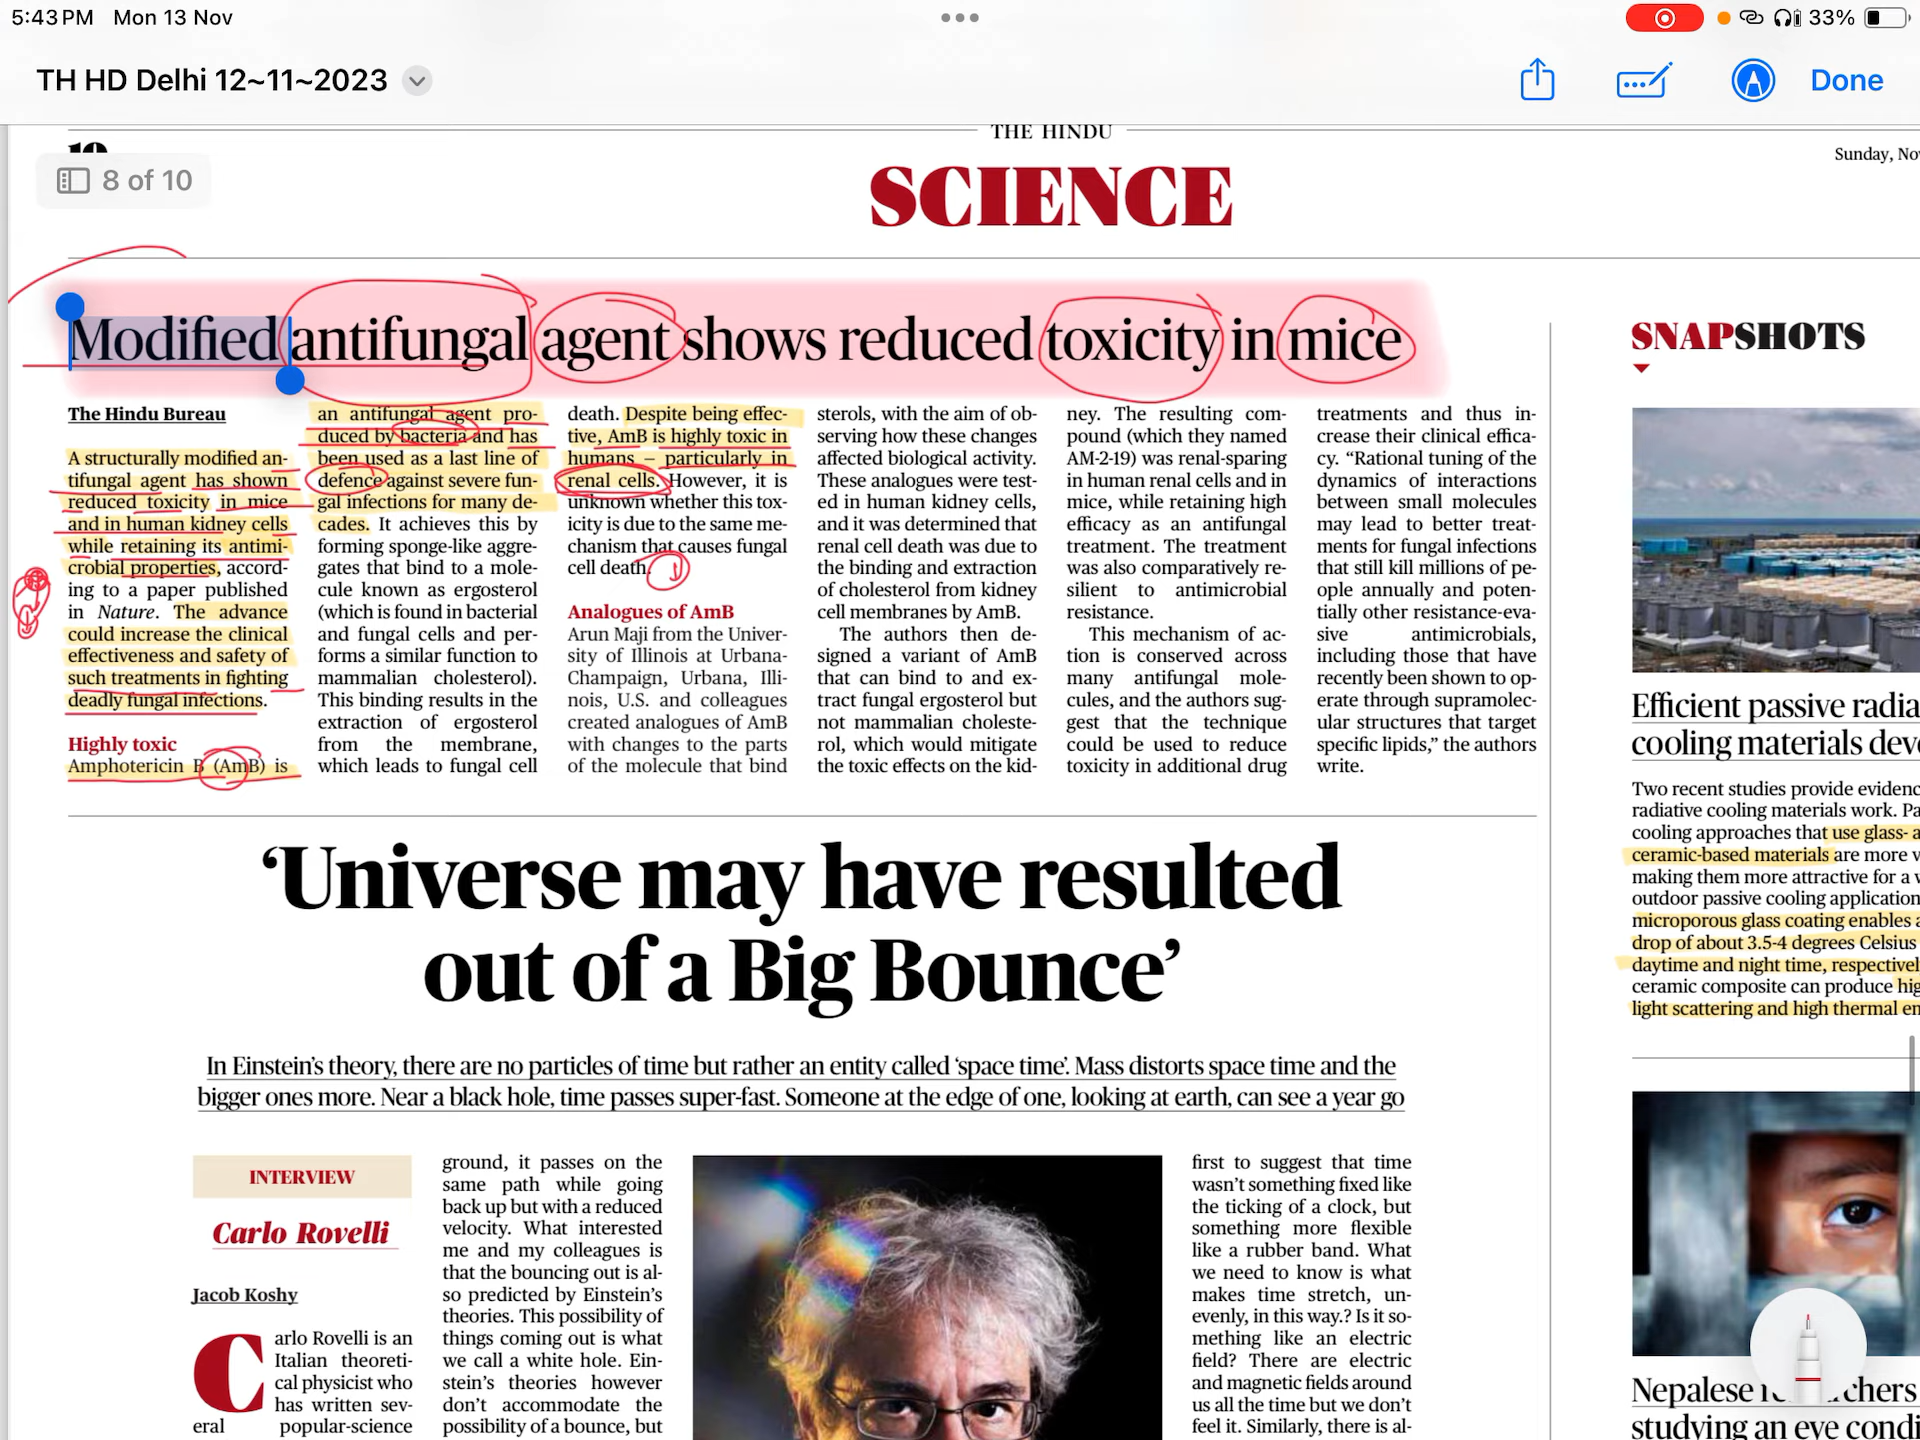 5:43 PM Mon 13 Nov
33%
TH HD Delhi 12~11~2023
Done
THE HINDU
8 of 10
Sunday, No
SCIENCE
Modified antifungal agent shows reduced toxicity in mice
The Hindu Bureau
A structurally modified an-
tifungal agent has shown
reduced toxicity in mice
and in human kidney cells
while retaining its antimi-
crobial properties, accord-
ing to a paper published
in Nature. The advance
could increase the clinical
effectiveness and safety of
such treatments in fighting
deadly fungal infections.
Highly toxic
Amphotericin B (AmB) is
an antifungal agent pro-
duced by bacteria and has
been used as a last line of
defence against severe fun-
gal infections for many de-
cades. It achieves this by
forming sponge-like aggre-
gates that bind to a mole-
cule known as ergosterol
(which is found in bacterial
and fungal cells and per-
forms a similar function to
mammalian cholesterol).
This binding results in the
extraction of ergosterol
from the membrane,
which leads to fungal cell
death. Despite being effec-
tive, AmB is highly toxic in
humans – particularly in
renal cells. However, it is
unknown whether this tox-
icity is due to the same me-
chanism that causes fungal
cell death.
Analogues of AmB
Arun Maji from the Univer-
sity of Illinois at Urbana-
Champaign, Urbana, Illi-
nois, U.S. and colleagues
created analogues of AmB
with changes to the parts
of the molecule that bind
sterols, with the aim of ob-
serving how these changes
affected biological activity.
These analogues were test-
ed in human kidney cells,
and it was determined that
renal cell death was due to
the binding and extraction
of cholesterol from kidney
cell membranes by AmB.
The authors then de-
signed a variant of AmB
that can bind to and ex-
tract fungal ergosterol but
not mammalian choleste-
rol, which would mitigate
the toxic effects on the kid-
ney. The resulting com-
pound (which they named
AM-2-19) was renal-sparing
in human renal cells and in
mice, while retaining high
efficacy as an antifungal
treatment. The treatment
was also comparatively re-
silient to antimicrobial
resistance.
This mechanism of ac-
tion is conserved across
many antifungal mole-
cules, and the authors sug-
gest that the technique
could be used to reduce
toxicity in additional drug
treatments and thus in-
crease their clinical effica-
cy. “Rational tuning of the
dynamics of interactions
between small molecules
may lead to better treat-
ments for fungal infections
that still kill millions of pe-
ople annually and poten-
tially other resistance-eva-
sive antimicrobials,
including those that have
recently been shown to op-
erate through supramolec-
ular structures that target
specific lipids,” the authors
write.
SNAPSHOTS
Efficient passive radia
cooling materials deve
Two recent studies provide evidenc
radiative cooling materials work. Pa
cooling approaches that use glass- a
ceramic-based materials are more v
making them more attractive for a v
outdoor passive cooling application
microporous glass coating enables a
drop of about 3.5-4 degrees Celsius
daytime and night time, respectivel
ceramic composite can produce hig
light scattering and high thermal en
Nepalese chers
studying an eye condi
‘Universe may have resulted
out of a Big Bounce’
In Einstein’s theory, there are no particles of time but rather an entity called ‘space time’. Mass distorts space time and the
bigger ones more. Near a black hole, time passes super-fast. Someone at the edge of one, looking at earth, can see a year go
INTERVIEW
Carlo Rovelli
Jacob Koshy
Carlo Rovelli is an
Italian theoreti-
cal physicist who
has written sev-
eral popular-science
ground, it passes on the
same path while going
back up but with a reduced
velocity. What interested
me and my colleagues is
that the bouncing out is al-
so predicted by Einstein’s
theories. This possibility of
things coming out is what
we call a white hole. Ein-
stein’s theories however
don’t accommodate the
possibility of a bounce, but
first to suggest that time
wasn’t something fixed like
the ticking of a clock, but
something more flexible
like a rubber band. What
we need to know is what
makes time stretch, un-
evenly, in this way.? Is it so-
mething like an electric
field? There are electric
and magnetic fields around
us all the time but we don’t
feel it. Similarly, there is al-